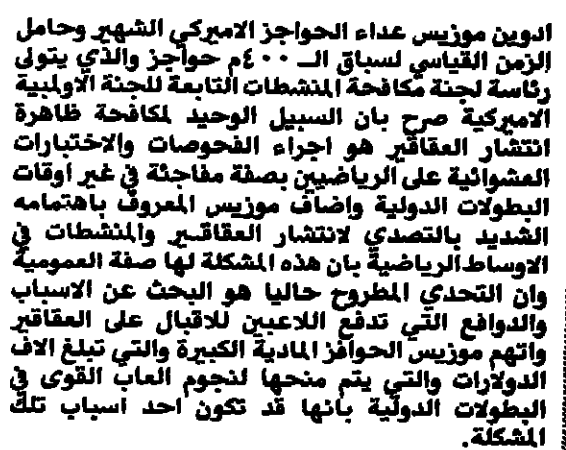 ادوين موزيس عداء الحواجز الاميركي الشهير وحامل
الزمن القياسي لسباق الــ ٤٠٠م حواجز والذي يتولى
رئاسة لجنة مكافحة المنشطات التابعة للجنة الاولمبية
الاميركية صرح بان السبيل الوحيد لمكافحة ظاهرة
انتشار العقاقير هو اجراء الفحوصات والاختبارات
العشوائية على الرياضيين بصفة مفاجئة في غير أوقات
البطولات الدولية واضاف موزيس المعروف باهتمامه
الشديد بالتصدي لانتشار العقاقير والمنشطات في
الاوساط الرياضية بان هذه المشكلة لها صفة العمومية
وان التحدي المطروح حاليا هو البحث عن الاسباب
والدوافع التي تدفع اللاعبين للاقبال على العقاقير
واتهم موزيس الحوافز المادية الكبيرة والتي تبلغ الاف
الدولارات والتي يتم منحها لنجوم العاب القوى في
البطولات الدولية بانها قد تكون احد اسباب تلك
المشكلة.